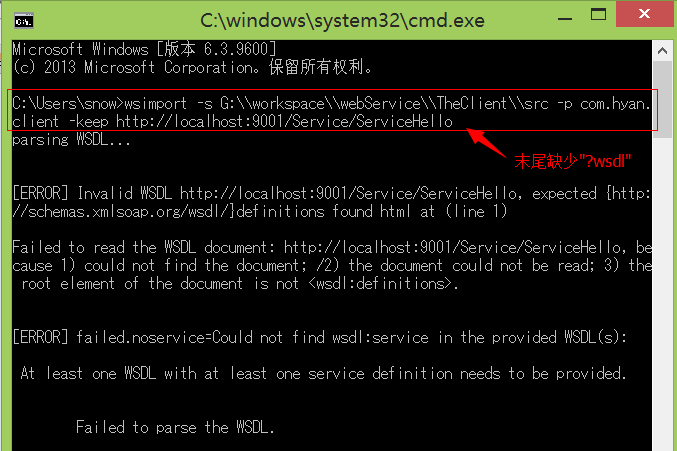 C:\windows\system32\cmd.exe
Microsoft Windows [版本 6.3.9600]
(c) 2013 Microsoft Corporation。保留所有权利。
C:\Users\snow>wsimport -s G:\\workspace\\webService\\TheClient\\src -p com.hyan.
client -keep http://localhost:9001/Service/ServiceHello
parsing WSDL...
末尾缺少"?wsdl"
[ERROR] Invalid WSDL http://localhost:9001/Service/ServiceHello, expected {http:
//schemas.xmlsoap.org/wsdl/}definitions found html at (line 1)
Failed to read the WSDL document: http://localhost:9001/Service/ServiceHello, be
cause 1) could not find the document; /2) the document could not be read; 3) the
root element of the document is not <wsdl:definitions>.
[ERROR] failed.noservice=Could not find wsdl:service in the provided WSDL(s):
At least one WSDL with at least one service definition needs to be provided.
Failed to parse the WSDL.